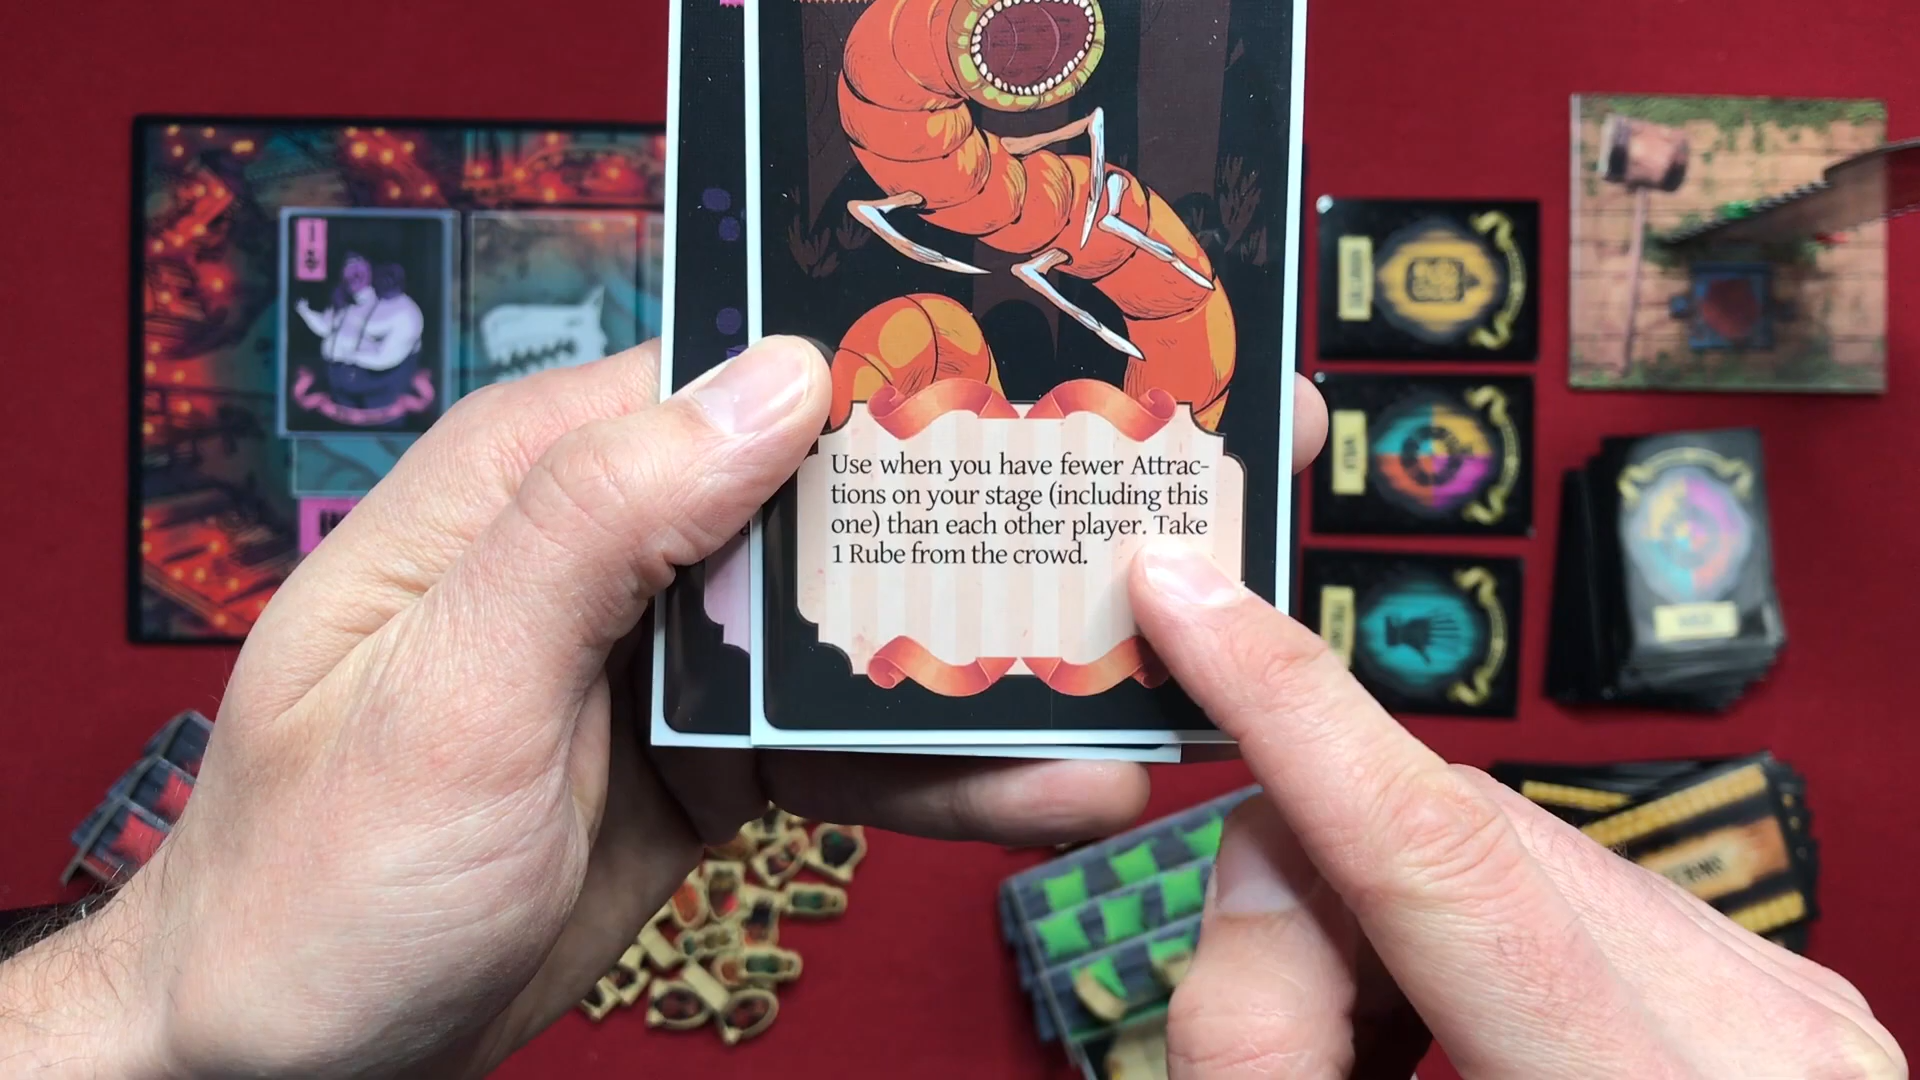 Use when you have fewer Attrac-
tions on your stage (including this
one) than each other player. Take
1 Rube from the crowd.